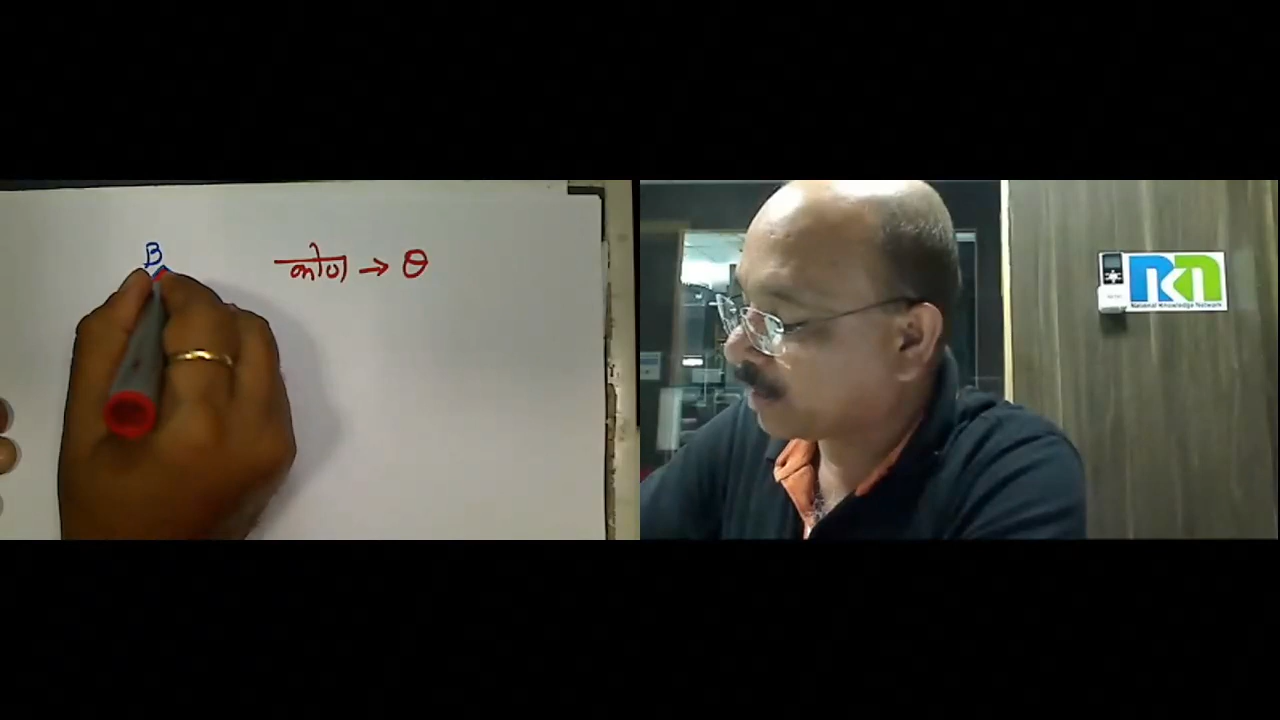 B
कोण → θ
NKN
National Knowledge Network